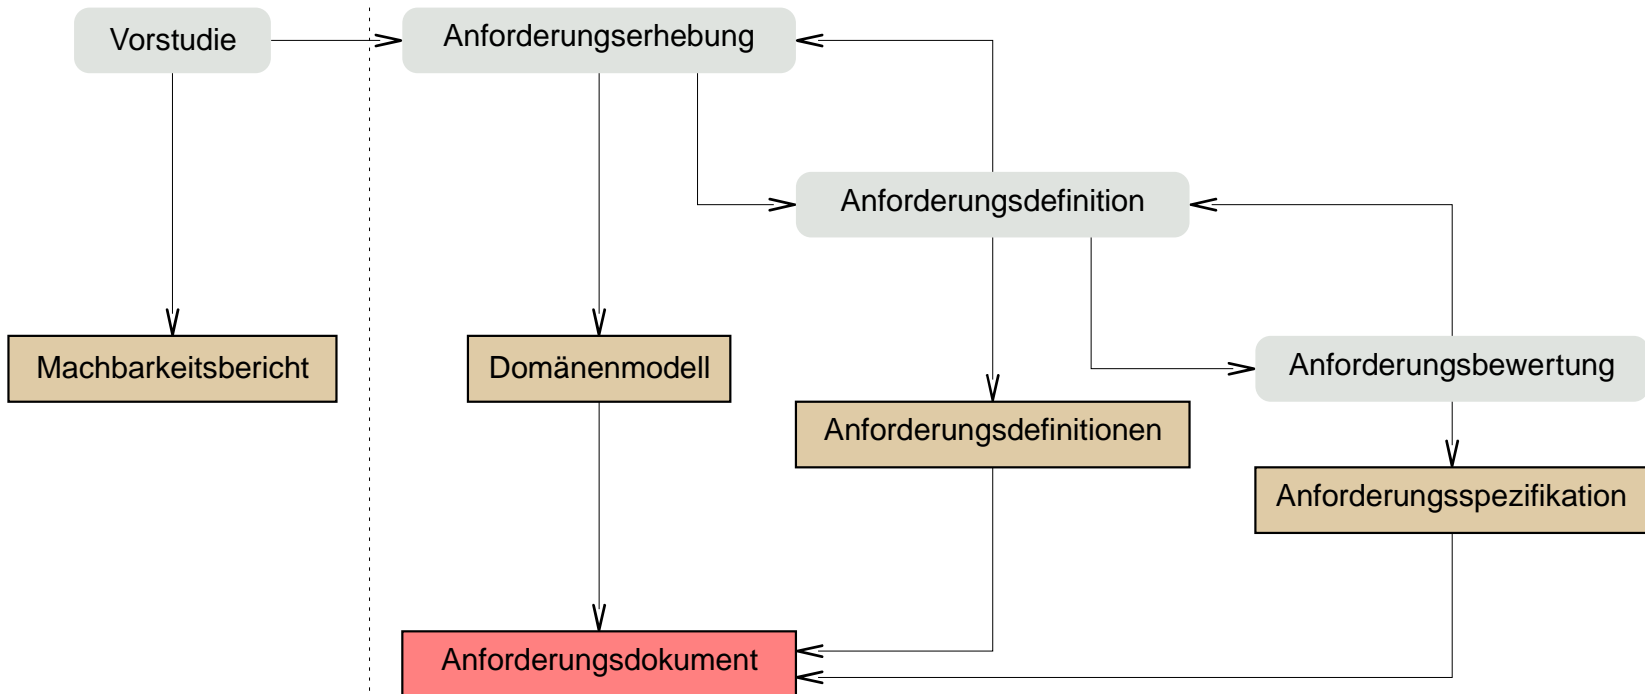 Vorstudie
Anforderungserhebung
Anforderungsdefinition
Machbarkeitsbericht
Domänenmodell
Anforderungsbewertung
Anforderungsdefinitionen
Anforderungsspezifikation
Anforderungsdokument